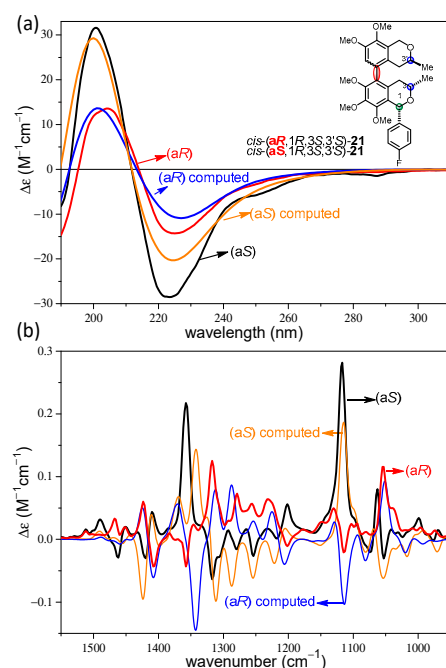 (a)
OMe
MeO
O
MeO
3'
Me
MeO
Me
3
O
MeO
1
OMe
F
cis-(aR,1R,3S,3'S)-21
cis-(aS,1R,3S,3'S)-21
30
20
10
0
−10
−20
−30
Δε (M⁻¹cm⁻¹)
(aR)
(aR) computed
(aS) computed
(aS)
200 220 240 260 280 300
wavelength (nm)
(b)
0.3
0.2
0.1
0.0
−0.1
Δε (M⁻¹cm⁻¹)
(aS)
(aS) computed
(aR)
(aR) computed
1500 1400 1300 1200 1100 1000
wavenumber (cm⁻¹)